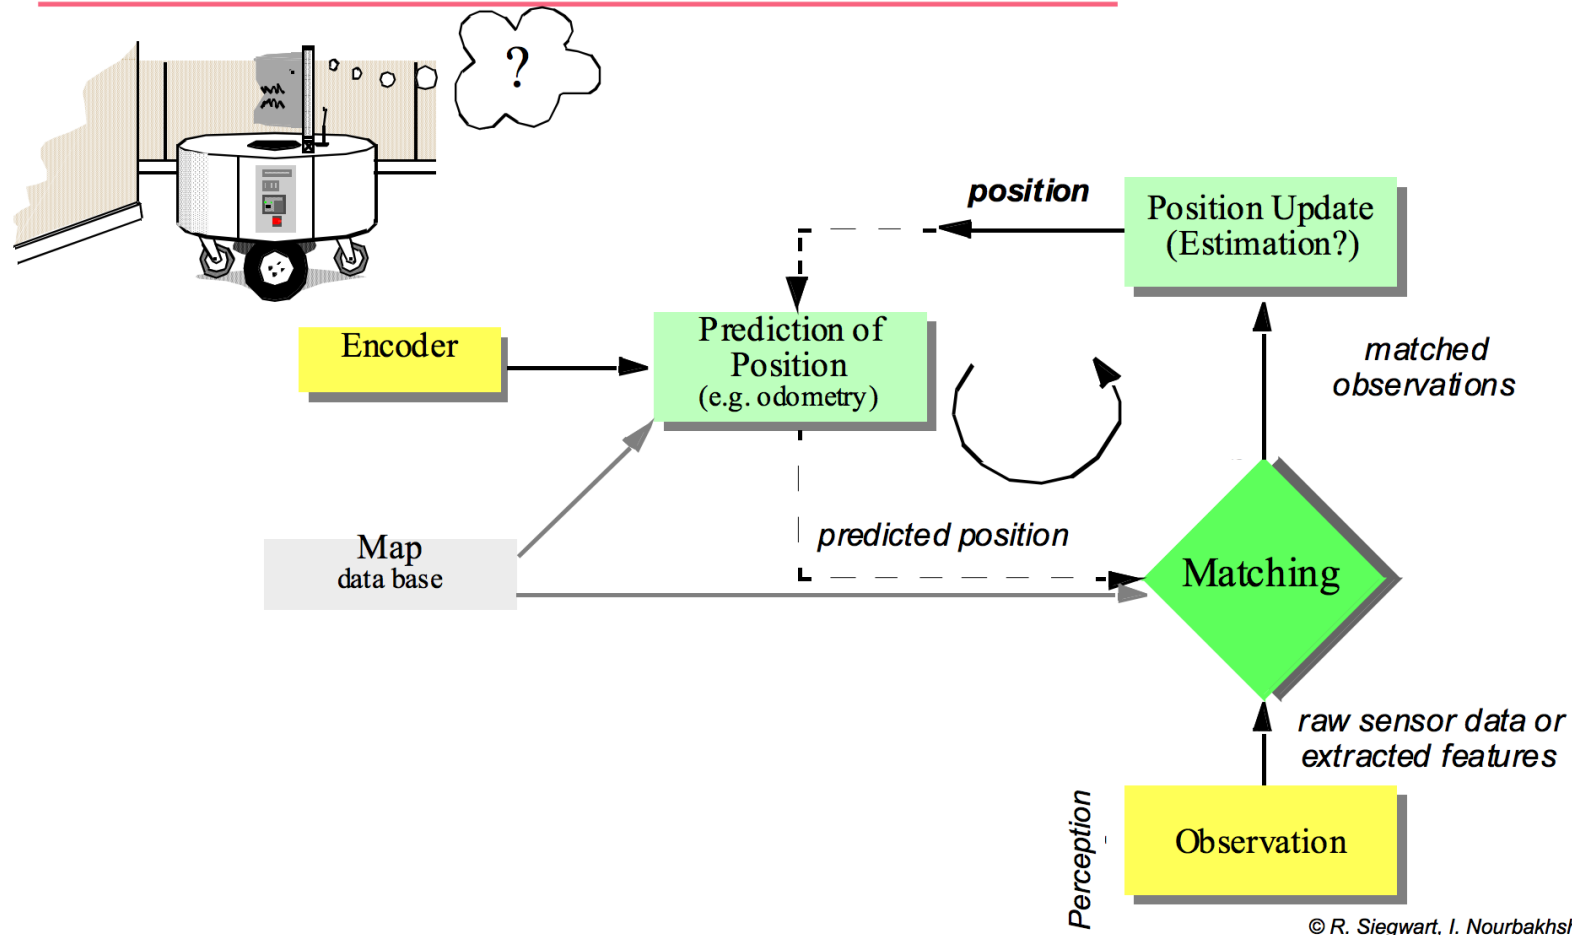 ?
position
Position Update
(Estimation?)
Encoder
Prediction of
Position
(e.g. odometry)
matched
observations
Map
data base
predicted position
Matching
raw sensor data or
extracted features
Perception
Observation
© R. Siegwart, I. Nourbakhsh